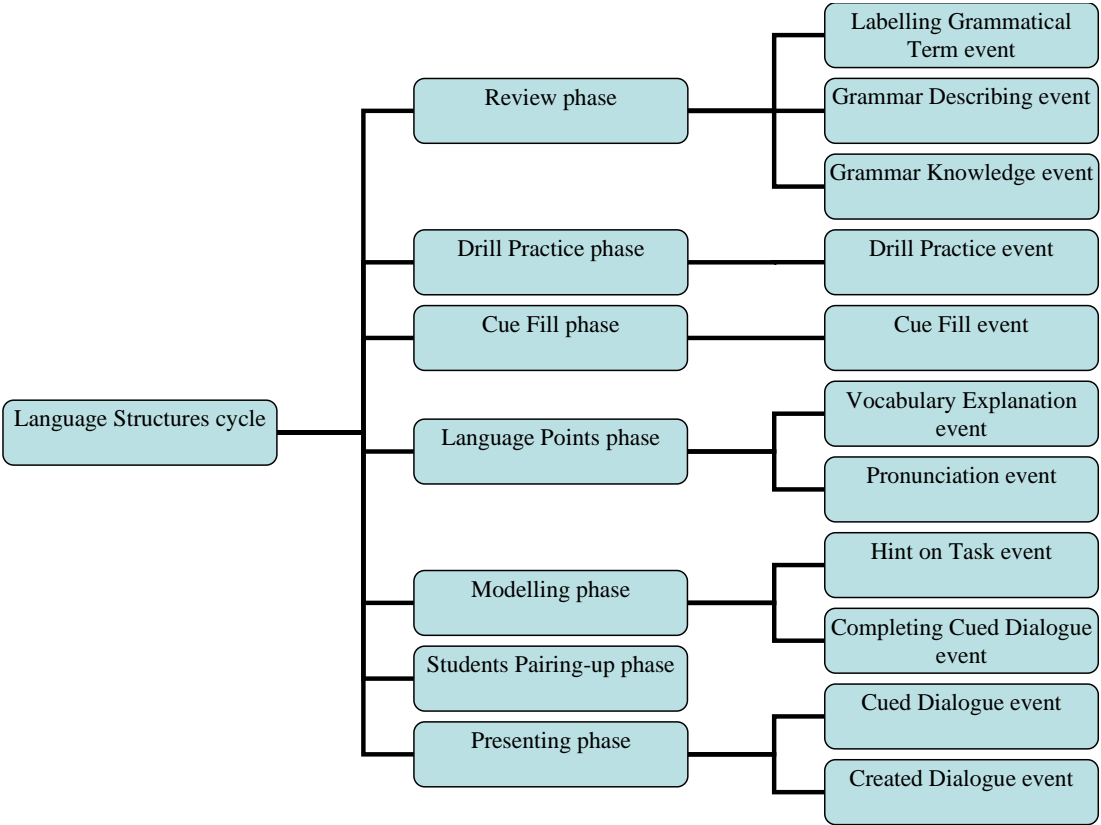 Language Structures cycle
Review phase
Labelling Grammatical
Term event
Grammar Describing event
Grammar Knowledge event
Drill Practice phase
Drill Practice event
Cue Fill phase
Cue Fill event
Language Points phase
Vocabulary Explanation
event
Pronunciation event
Modelling phase
Hint on Task event
Completing Cued Dialogue
event
Students Pairing-up phase
Presenting phase
Cued Dialogue event
Created Dialogue event